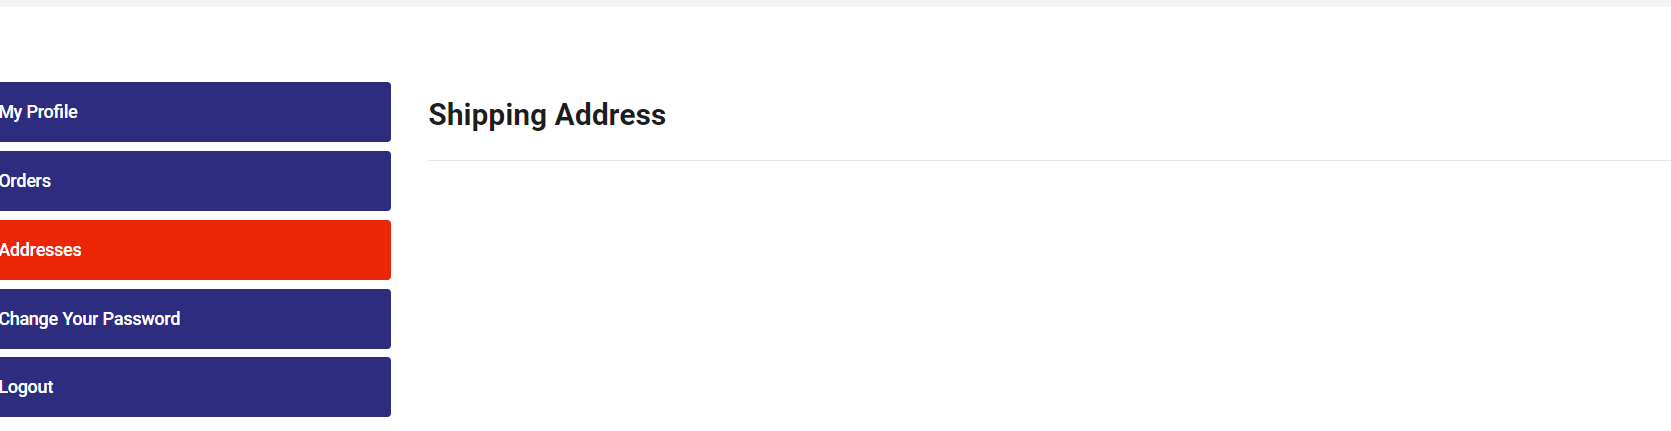 My Profile
Orders
Addresses
Change Your Password
Logout
Shipping Address